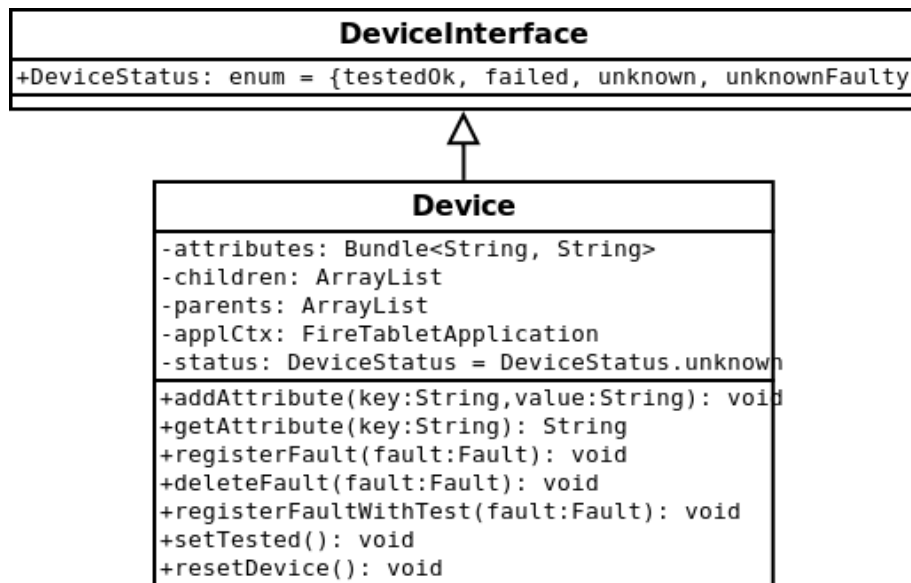 DeviceInterface
+DeviceStatus: enum = {testedOk, failed, unknown, unknownFaulty
Device
-attributes: Bundle<String, String>
-children: ArrayList
-parents: ArrayList
-applCtx: FireTabletApplication
-status: DeviceStatus = DeviceStatus.unknown
+addAttribute(key:String,value:String): void
+getAttribute(key:String): String
+registerFault(fault:Fault): void
+deleteFault(fault:Fault): void
+registerFaultWithTest(fault:Fault): void
+setTested(): void
+resetDevice(): void